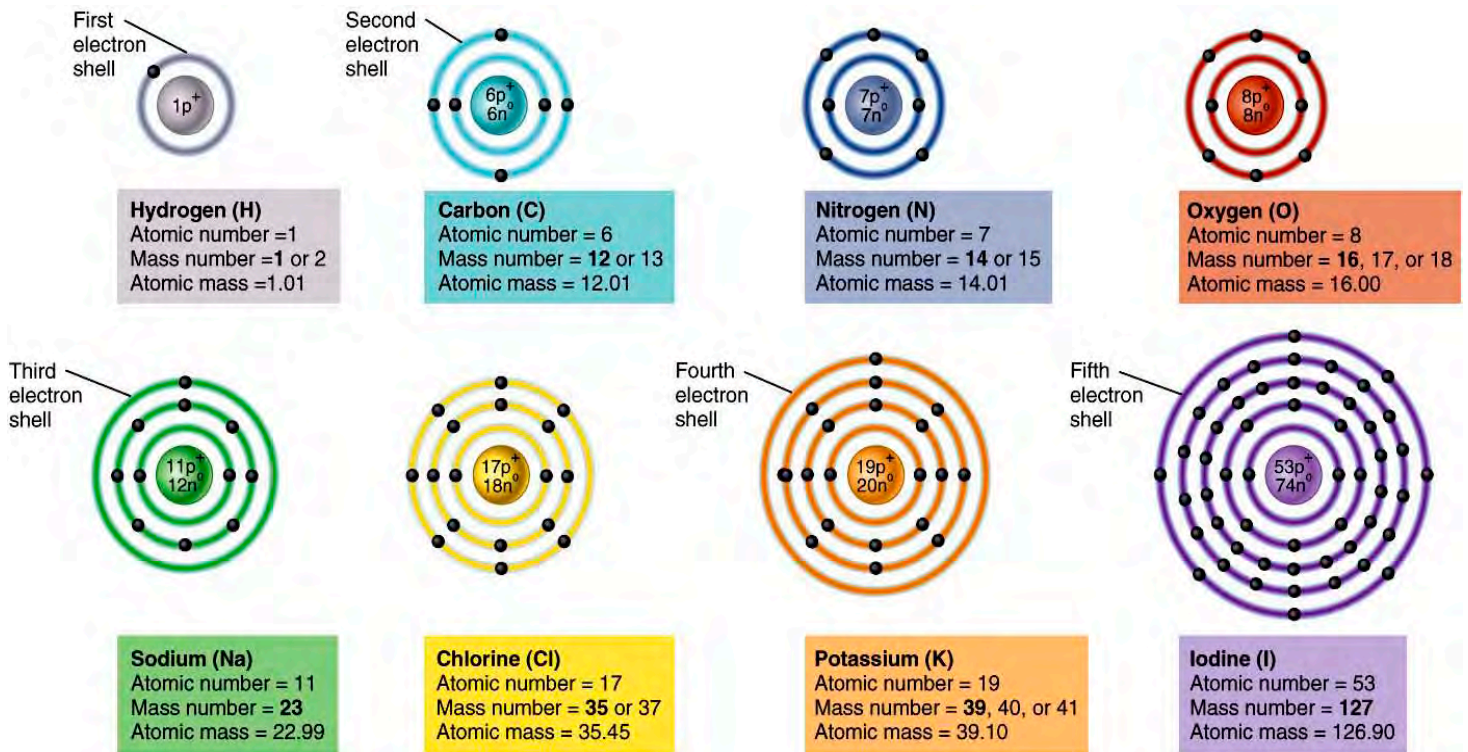 First
electron
shell
1p+
Second
electron
shell
6p+
6n0
7p+
7n0
8p+
8n0
Hydrogen (H)
Atomic number =1
Mass number =1 or 2
Atomic mass =1.01
Carbon (C)
Atomic number = 6
Mass number = 12 or 13
Atomic mass = 12.01
Nitrogen (N)
Atomic number = 7
Mass number = 14 or 15
Atomic mass = 14.01
Oxygen (O)
Atomic number = 8
Mass number = 16, 17, or 18
Atomic mass = 16.00
Third
electron
shell
11p+
12n0
17p+
18n0
Fourth
electron
shell
19p+
20n0
Fifth
electron
shell
53p+
74n0
Sodium (Na)
Atomic number = 11
Mass number = 23
Atomic mass = 22.99
Chlorine (Cl)
Atomic number = 17
Mass number = 35 or 37
Atomic mass = 35.45
Potassium (K)
Atomic number = 19
Mass number = 39, 40, or 41
Atomic mass = 39.10
Iodine (I)
Atomic number = 53
Mass number = 127
Atomic mass = 126.90